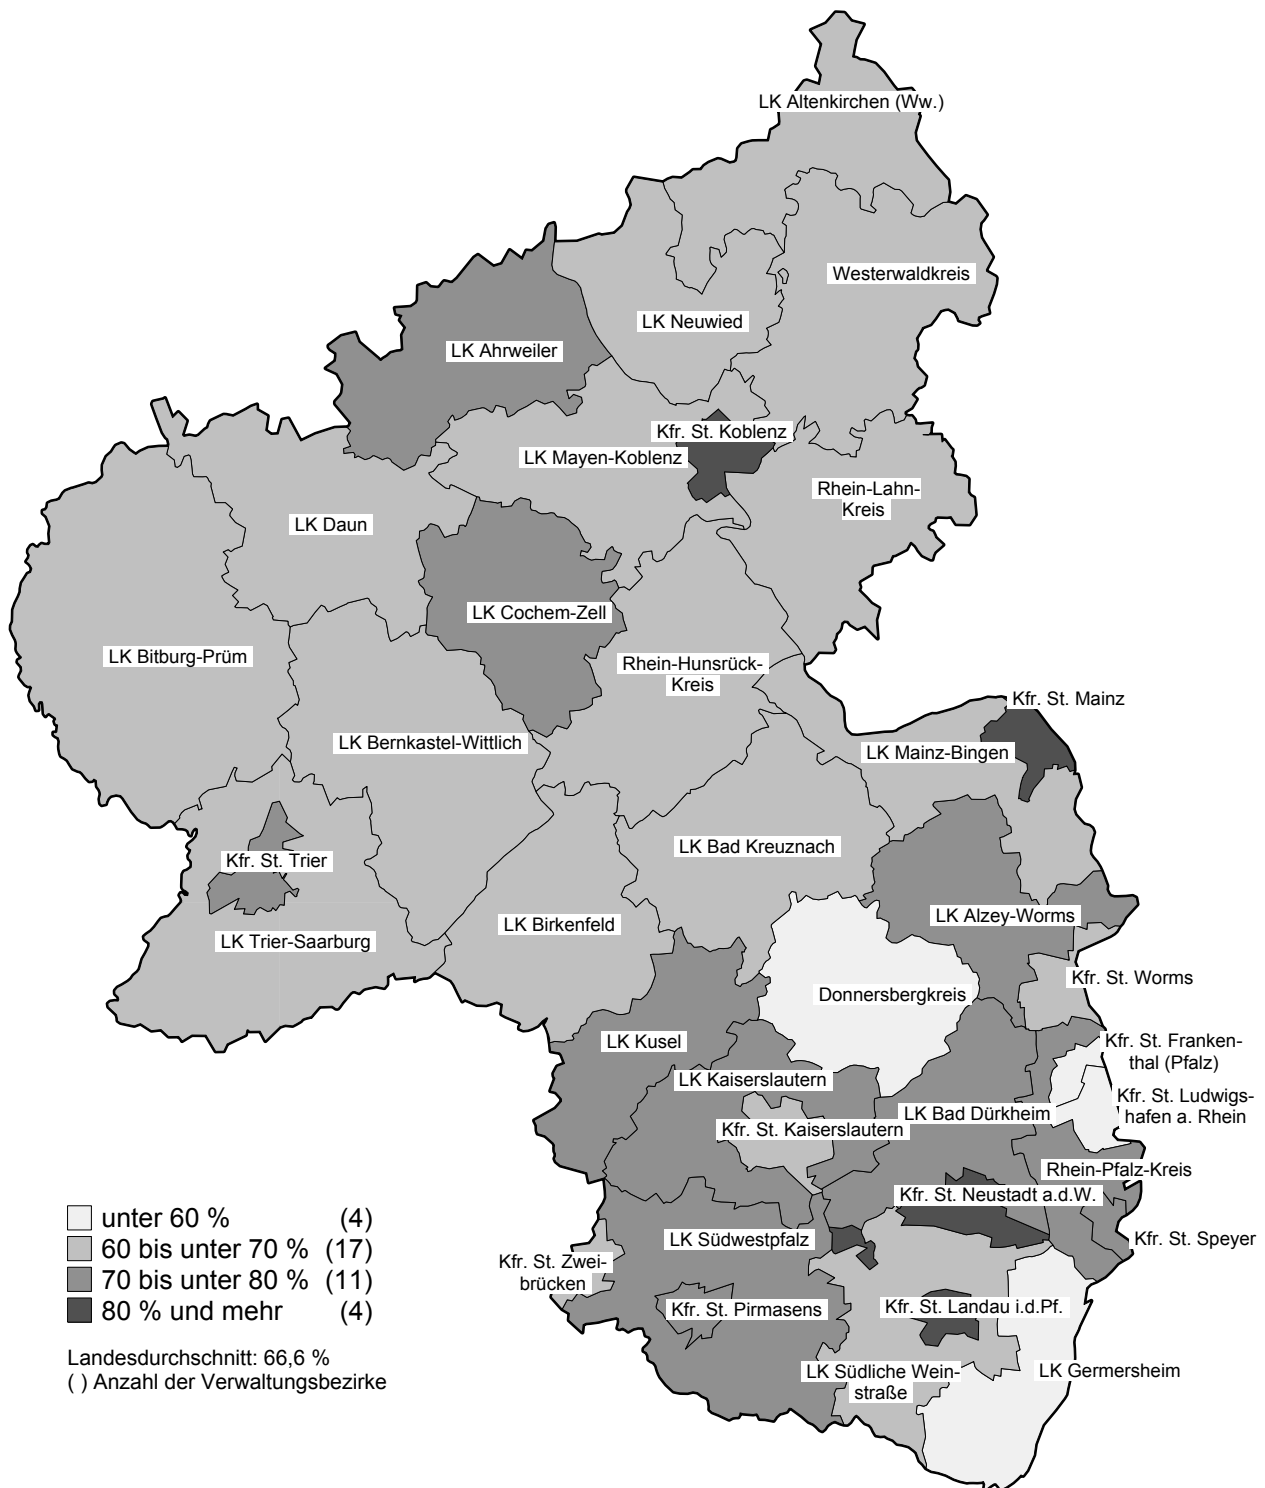 LK Altenkirchen (Ww.)
Westerwaldkreis
LK Neuwied
LK Ahrweiler
Kfr. St. Koblenz
LK Mayen-Koblenz
Rhein-Lahn-
Kreis
LK Daun
LK Cochem-Zell
LK Bitburg-Prüm
Rhein-Hunsrück-
Kreis
Kfr. St. Mainz
LK Bernkastel-Wittlich
LK Mainz-Bingen
LK Bad Kreuznach
Kfr. St. Trier
LK Alzey-Worms
LK Birkenfeld
LK Trier-Saarburg
Kfr. St. Worms
Donnersbergkreis
LK Kusel
Kfr. St. Franken-
thal (Pfalz)
LK Kaiserslautern
Kfr. St. Ludwigs-
hafen a. Rhein
LK Bad Dürkheim
Kfr. St. Kaiserslautern
Rhein-Pfalz-Kreis
Kfr. St. Neustadt a.d.W.
LK Südwestpfalz
Kfr. St. Speyer
Kfr. St. Zwei-
brücken
Kfr. St. Pirmasens
Kfr. St. Landau i.d.Pf.
LK Südliche Wein-
straße
LK Germersheim
unter 60 % (4)
60 bis unter 70 % (17)
70 bis unter 80 % (11)
80 % und mehr (4)
Landesdurchschnitt: 66,6 %
( ) Anzahl der Verwaltungsbezirke